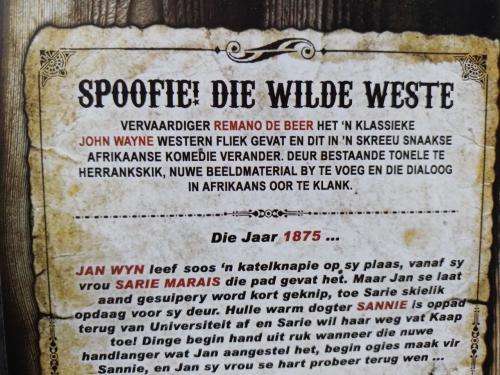 SPOOFIE! DIE WILDE WESTE
VERVAARDIGER REMANO DE BEER HET 'N KLASSIEKE
JOHN WAYNE WESTERN FLIEK GEVAT EN DIT IN 'N SKREEU SNAAKSE
AFRIKAANSE KOMEDIE VERANDER. DEUR BESTAANDE TONELE TE
HERRANKSKIK, NUWE BEELDMATERIAL BY TE VOEG EN DIE DIALOOG
IN AFRIKAANS OOR TE KLANK.
Die Jaar 1875 ...
JAN WYN leef soos 'n katelknapie op sy plaas, vanaf sy
vrou SARIE MARAIS die pad gevat het. Maar Jan se laat
aand gesuipery word kort geknip, toe Sarie skielik
opdaag voor sy deur. Hulle warm dogter SANNIE is oppad
terug van Universiteit af en Sarie wil haar weg vat Kaap
toe! Dinge begin hand uit ruk wanneer die nuwe
handlanger wat Jan aangestel het, begin ogies maak vir
Sannie, en Jan sy vrou se hart probeer terug wen ...